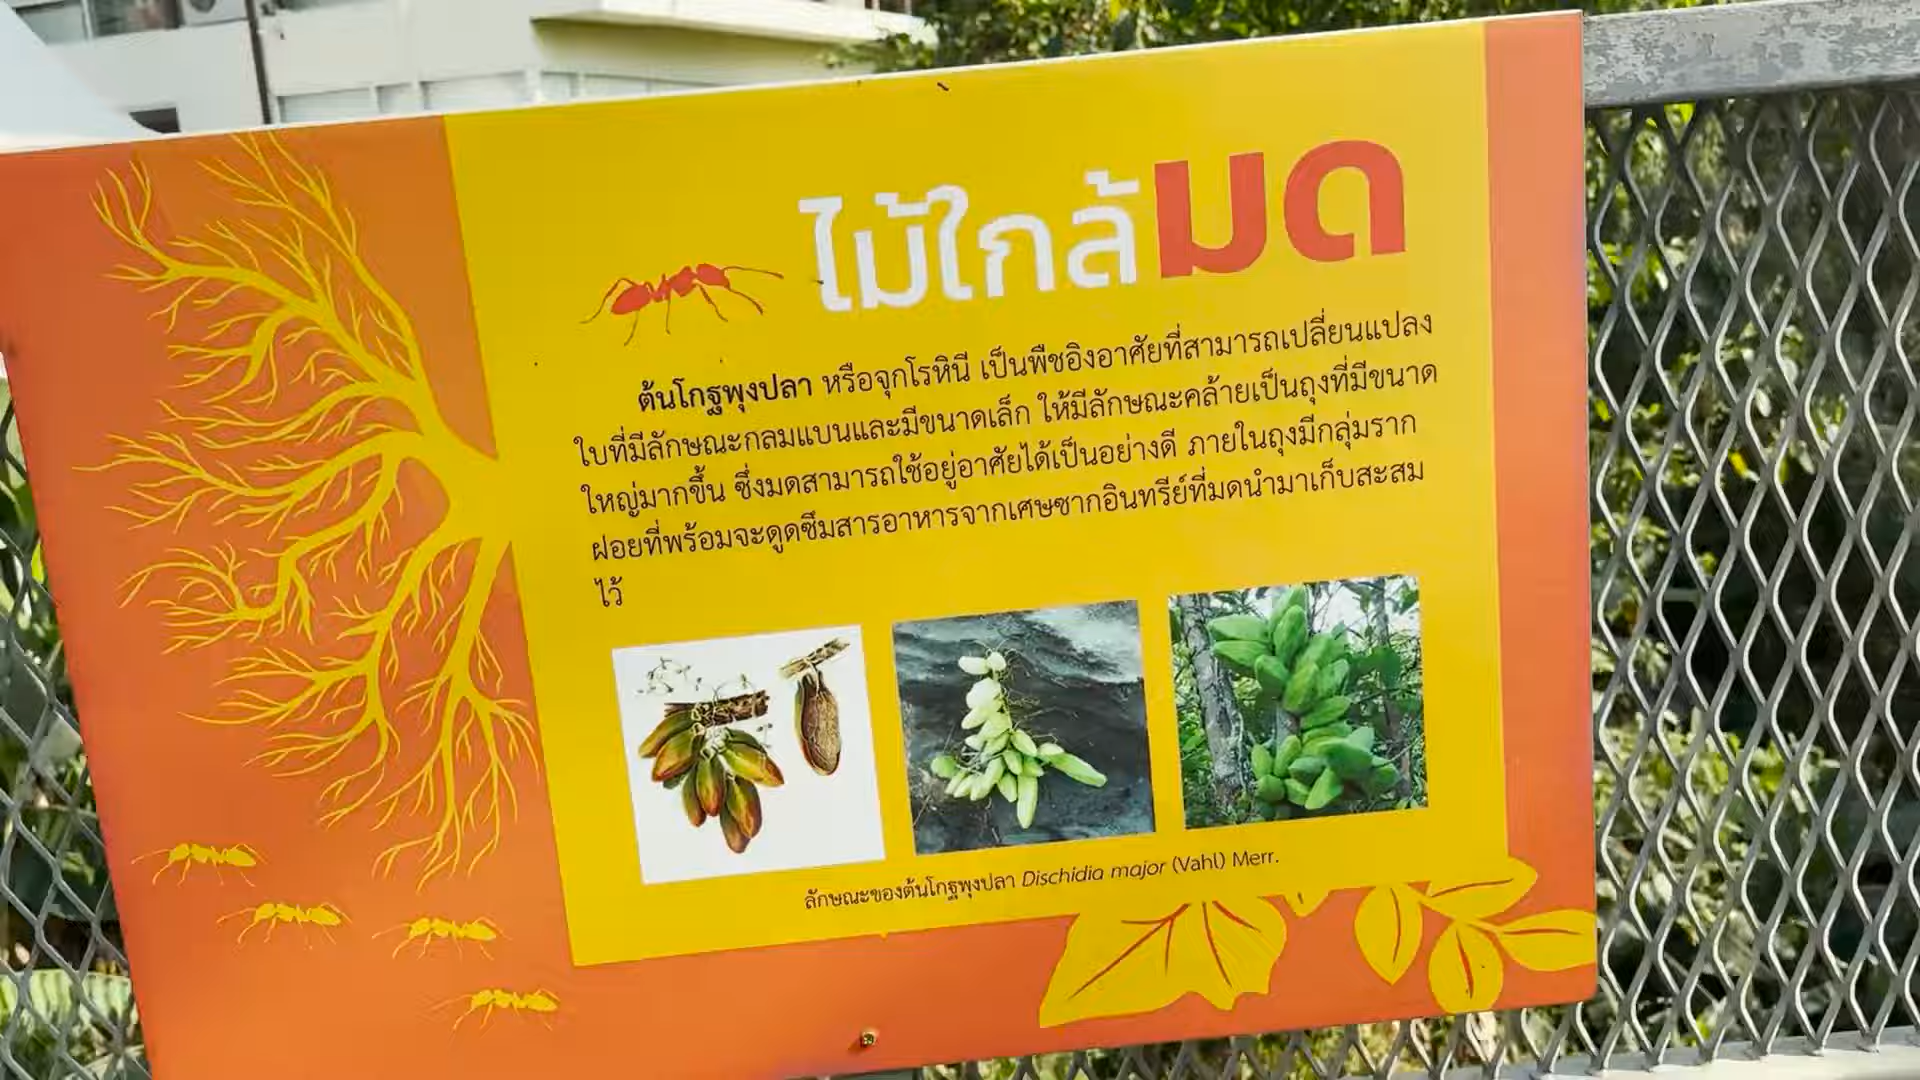 ไม้ใกล้มด
ต้นโกฐพุงปลา หรือจุกโรหินี เป็นพืชอิงอาศัยที่สามารถเปลี่ยนแปลง
ใบที่มีลักษณะกลมแบนและมีขนาดเล็ก ให้มีลักษณะคล้ายเป็นถุงที่มีขนาด
ใหญ่มากขึ้น ซึ่งมดสามารถใช้อยู่อาศัยได้เป็นอย่างดี ภายในถุงมีกลุ่มราก
ฝอยที่พร้อมจะดูดซึมสารอาหารจากเศษซากอินทรีย์ที่มดนำมาเก็บสะสม
ไว้
ลักษณะของต้นโกฐพุงปลา Dischidia major (Vahl) Merr.